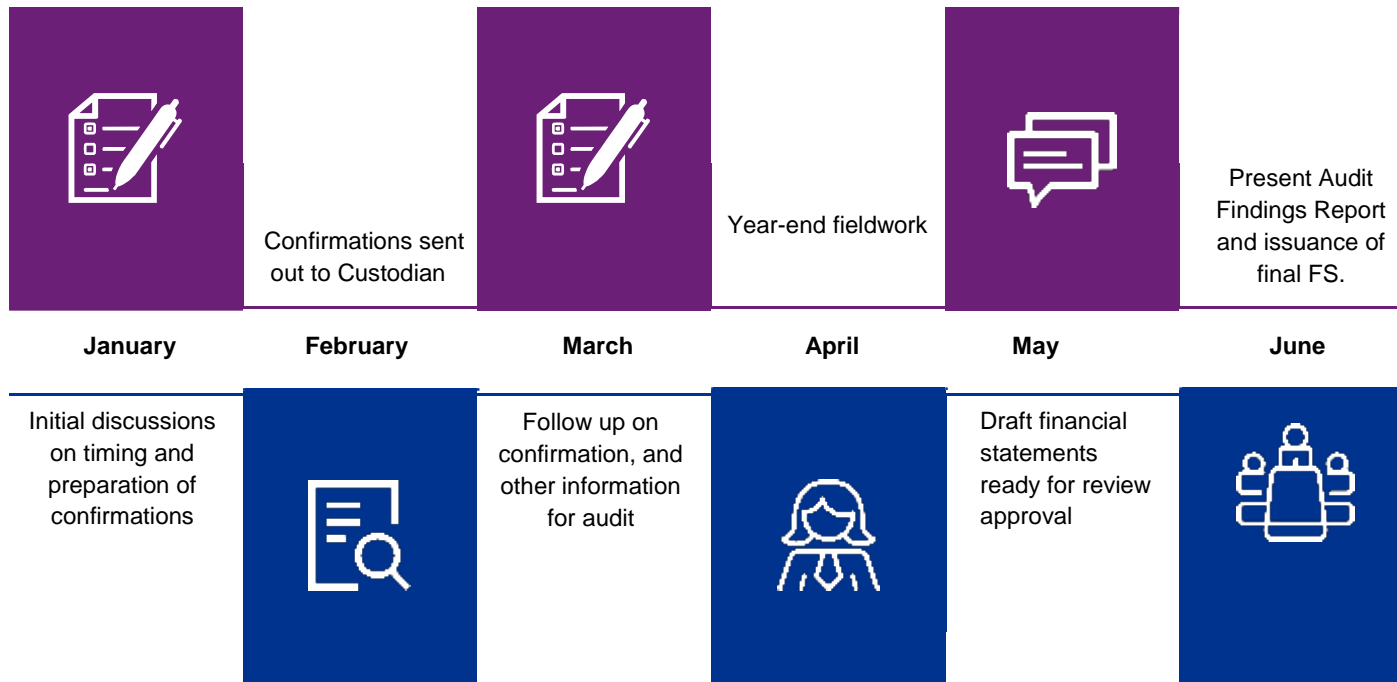 Confirmations sent
out to Custodian
Year-end fieldwork
Present Audit
Findings Report
and issuance of
final FS.
January
February
March
April
May
June
Initial discussions
on timing and
preparation of
confirmations
Follow up on
confirmation, and
other information
for audit
Draft financial
statements
ready for review
approval